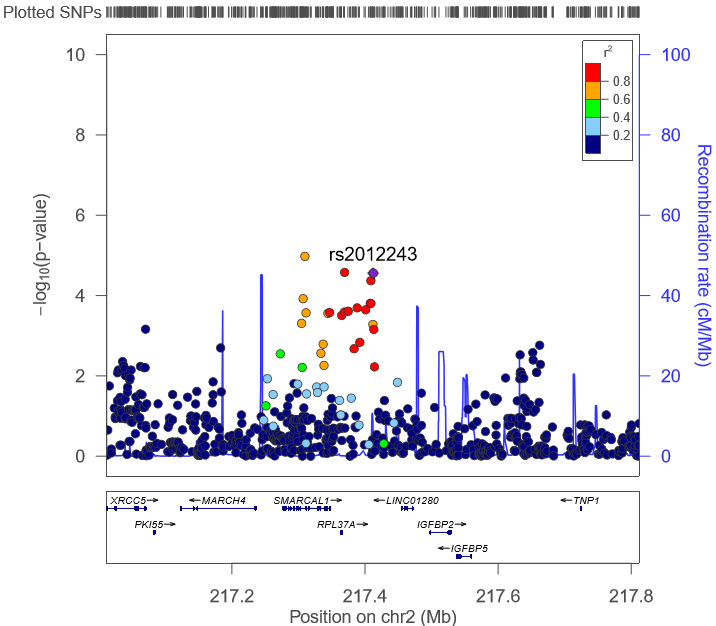 Plotted SNPs
10
8
6
4
2
0
−log10(p−value)
100
80
60
40
20
0
Recombination rate (cM/Mb)
r2
0.8
0.6
0.4
0.2
rs2012243
XRCC5
MARCH4
SMARCAL1
LINC01280
TNP1
PKI55
RPL37A
IGFBP2
IGFBP5
217.2
217.4
217.6
217.8
Position on chr2 (Mb)